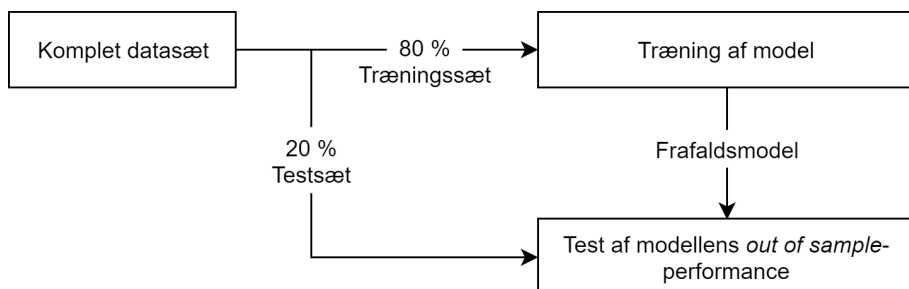 Komplet datasæt
80 %
Træningssæt
Træning af model
20 %
Testsæt
Frafaldsmodel
Test af modellens out of sample-
performance